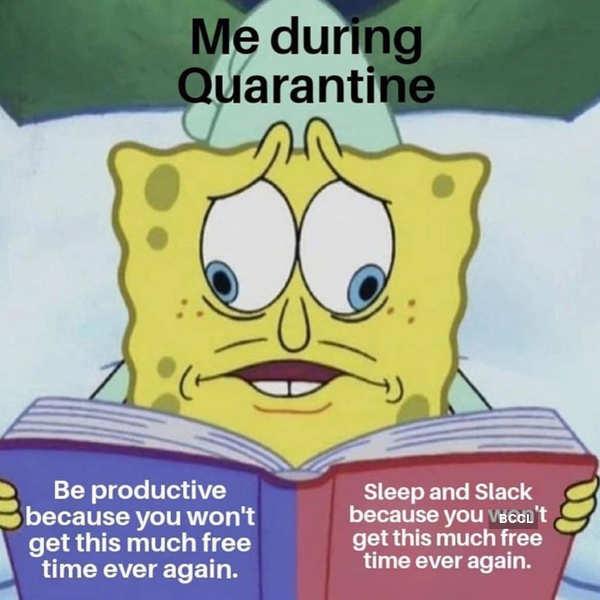 Me during
Quarantine
Be productive
because you won't
get this much free
time ever again.
Sleep and Slack
because you won't
get this much free
time ever again.
BCCL